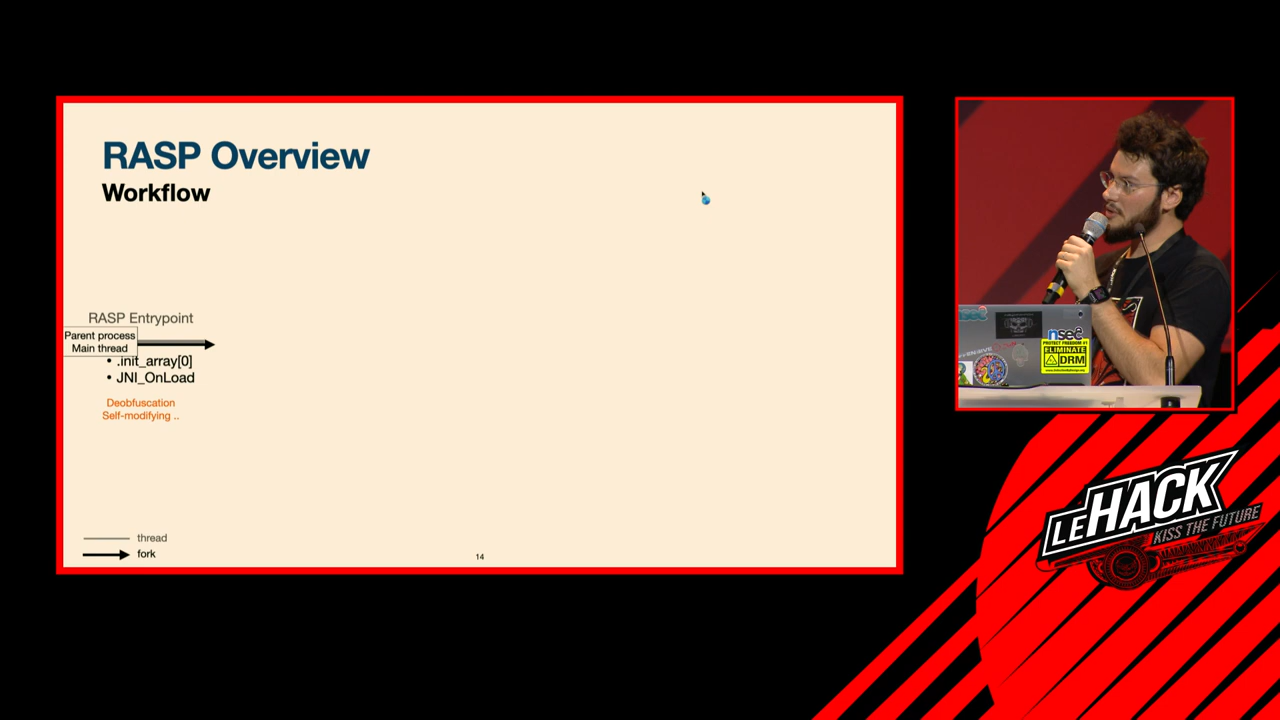 RASP Overview
Workflow
RASP Entrypoint
Parent process
Main thread
• .init_array[0]
• JNI_OnLoad
Deobfuscation
Self-modifying ..
thread
fork
14
nsec
PROTECT FREEDOM #1
ELIMINATE
DRM
LEHACK
KISS THE FUTURE